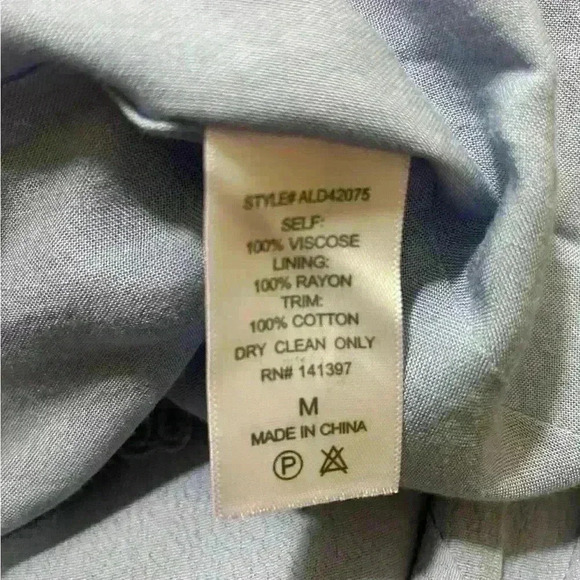 STYLE# ALD42075
SELF:
100% VISCOSE
LINING:
100% RAYON
TRIM:
100% COTTON
DRY CLEAN ONLY
RN# 141397
M
MADE IN CHINA
P